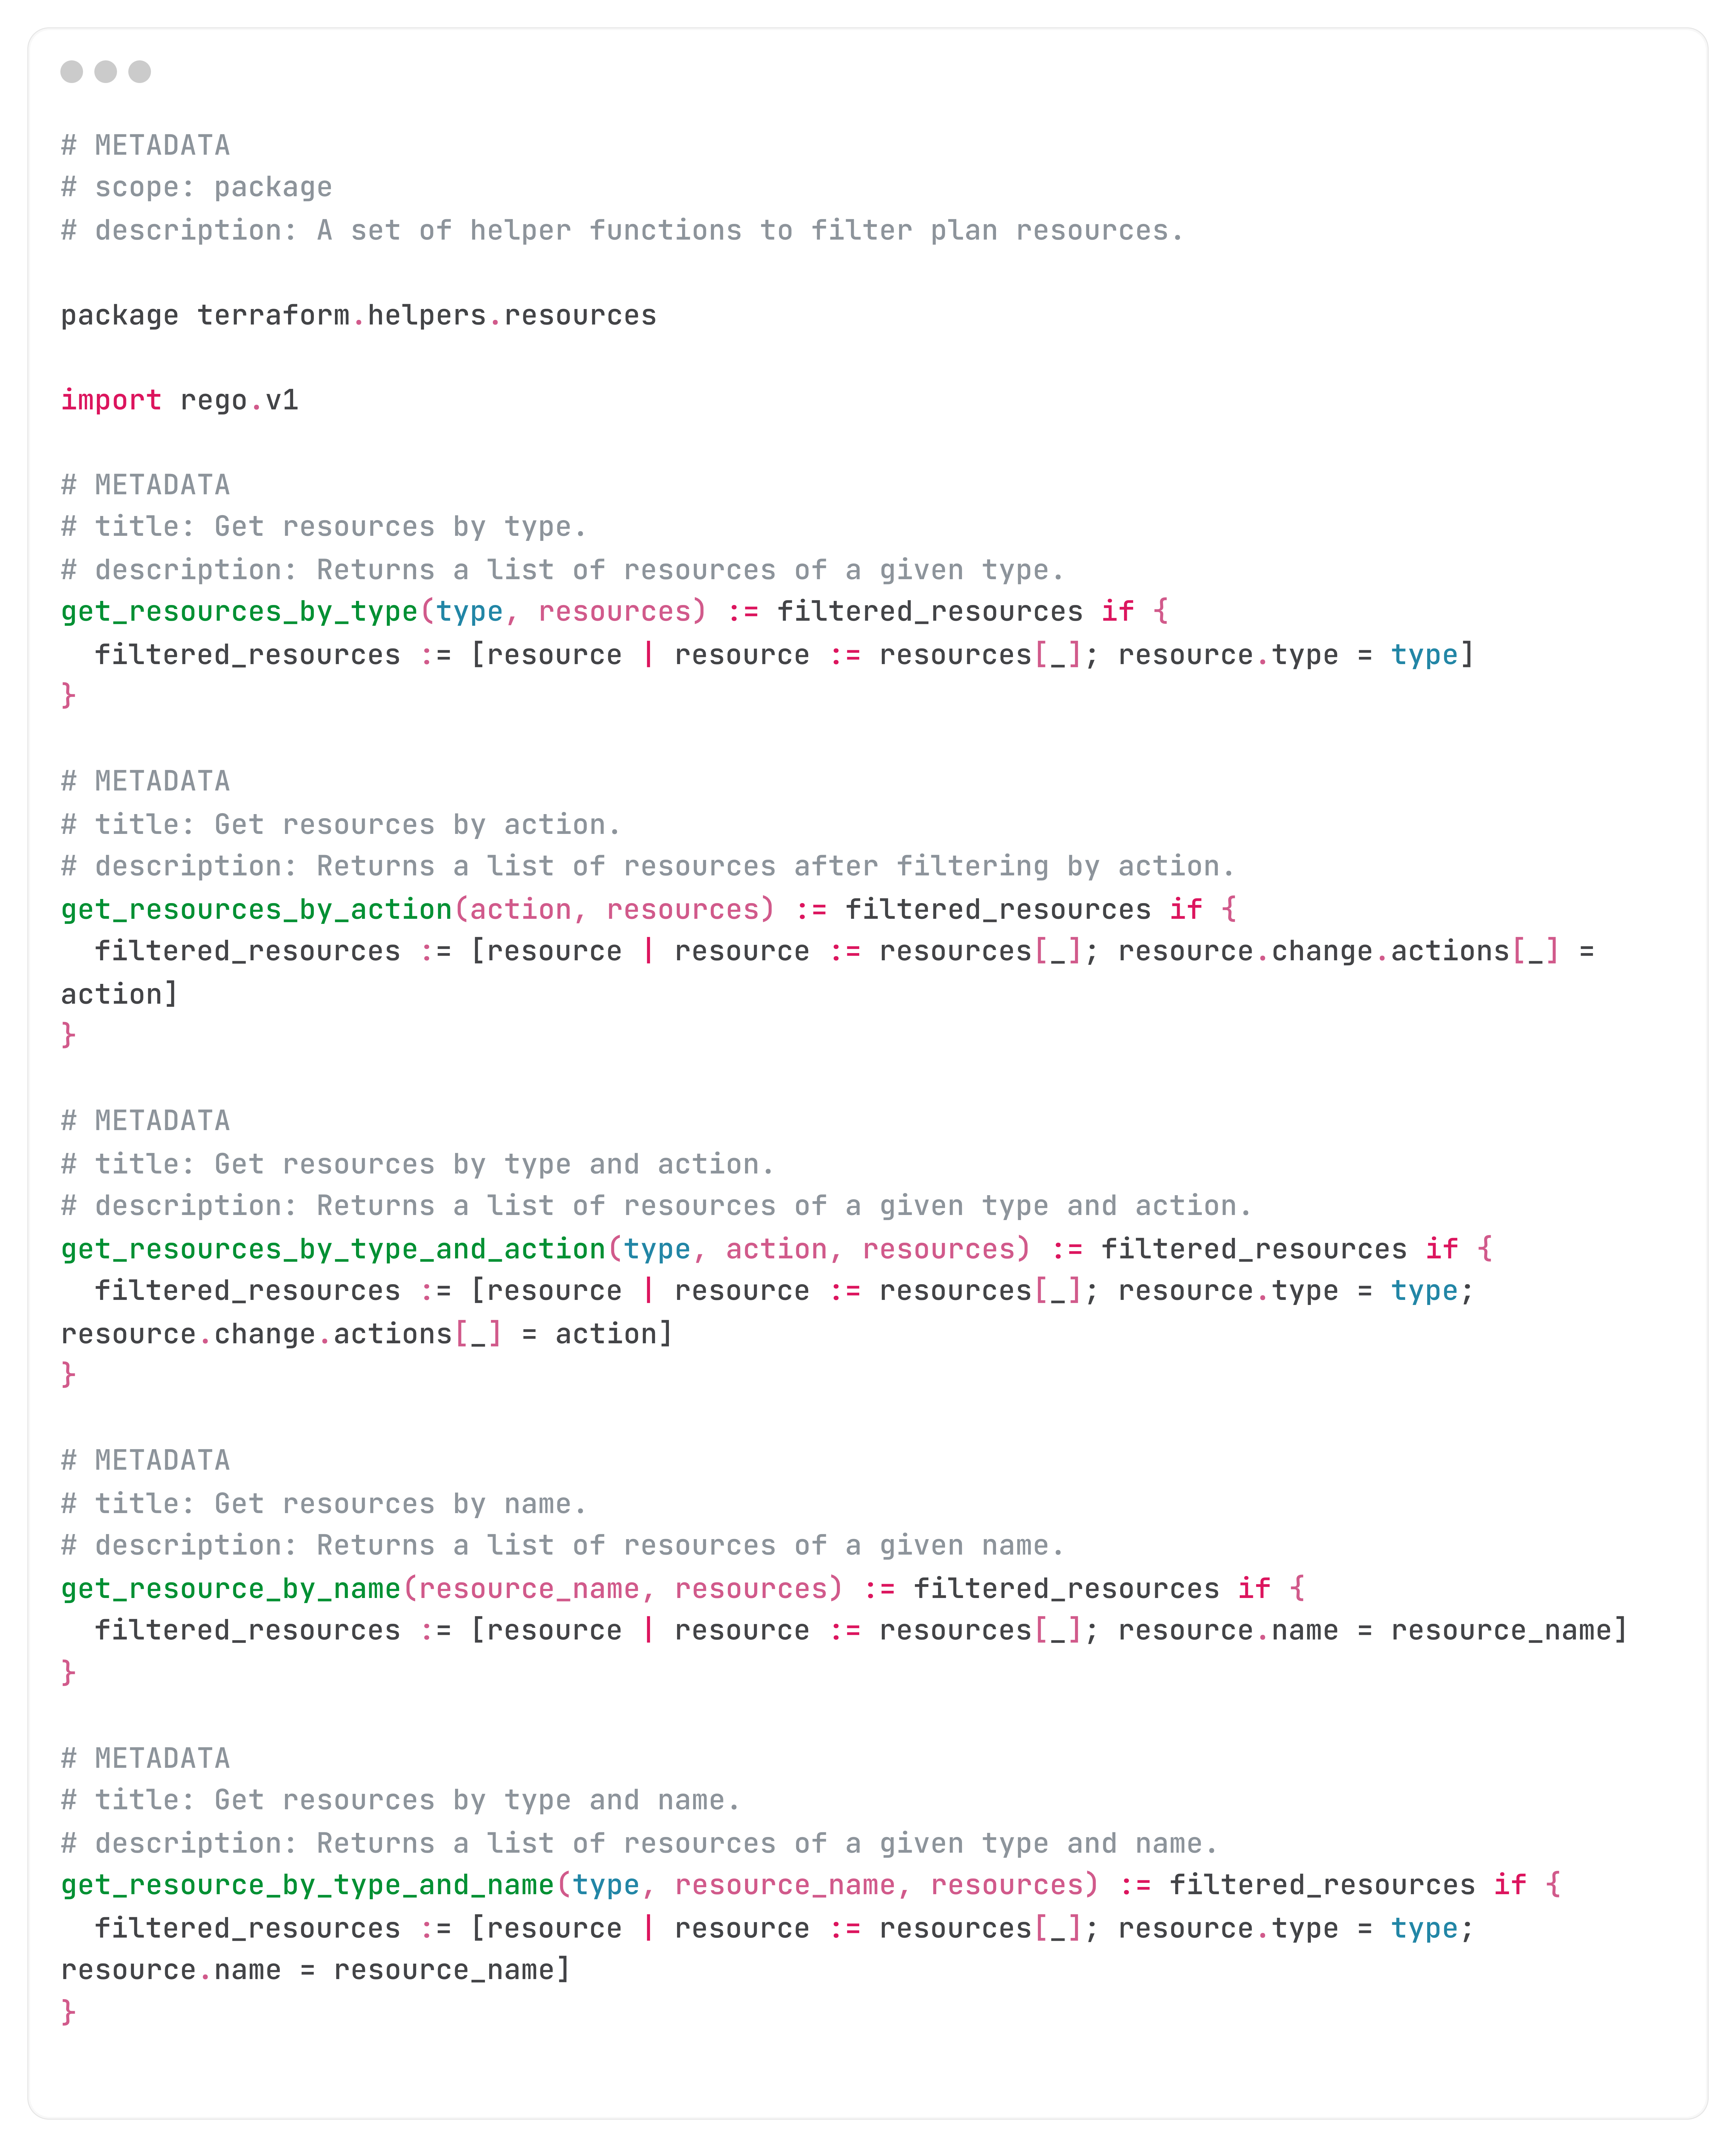 # METADATA
# scope: package
# description: A set of helper functions to filter plan resources.

package terraform.helpers.resources

import rego.v1

# METADATA
# title: Get resources by type.
# description: Returns a list of resources of a given type.
get_resources_by_type(type, resources) := filtered_resources if {
  filtered_resources := [resource | resource := resources[_]; resource.type = type]
}

# METADATA
# title: Get resources by action.
# description: Returns a list of resources after filtering by action.
get_resources_by_action(action, resources) := filtered_resources if {
  filtered_resources := [resource | resource := resources[_]; resource.change.actions[_] =
action]
}

# METADATA
# title: Get resources by type and action.
# description: Returns a list of resources of a given type and action.
get_resources_by_type_and_action(type, action, resources) := filtered_resources if {
  filtered_resources := [resource | resource := resources[_]; resource.type = type;
resource.change.actions[_] = action]
}

# METADATA
# title: Get resources by name.
# description: Returns a list of resources of a given name.
get_resource_by_name(resource_name, resources) := filtered_resources if {
  filtered_resources := [resource | resource := resources[_]; resource.name = resource_name]
}

# METADATA
# title: Get resources by type and name.
# description: Returns a list of resources of a given type and name.
get_resource_by_type_and_name(type, resource_name, resources) := filtered_resources if {
  filtered_resources := [resource | resource := resources[_]; resource.type = type;
resource.name = resource_name]
}